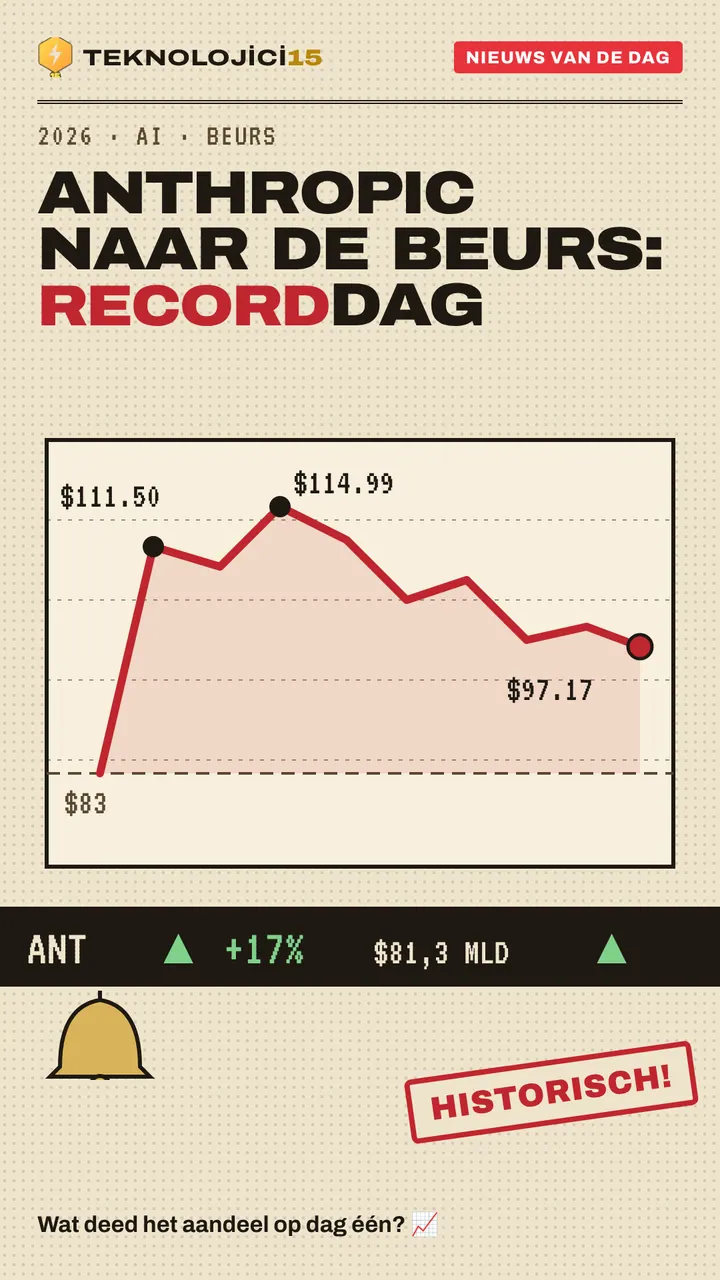 TEKNOLOJİCİ15
NIEUWS VAN DE DAG
2026 · AI · BEURS
ANTHROPIC
NAAR DE BEURS:
RECORDDAG
$111.50
$114.99
$97.17
$83
ANT ▲ +17% $81,3 MLD ▲
HISTORISCH!
Wat deed het aandeel op dag één? 📈